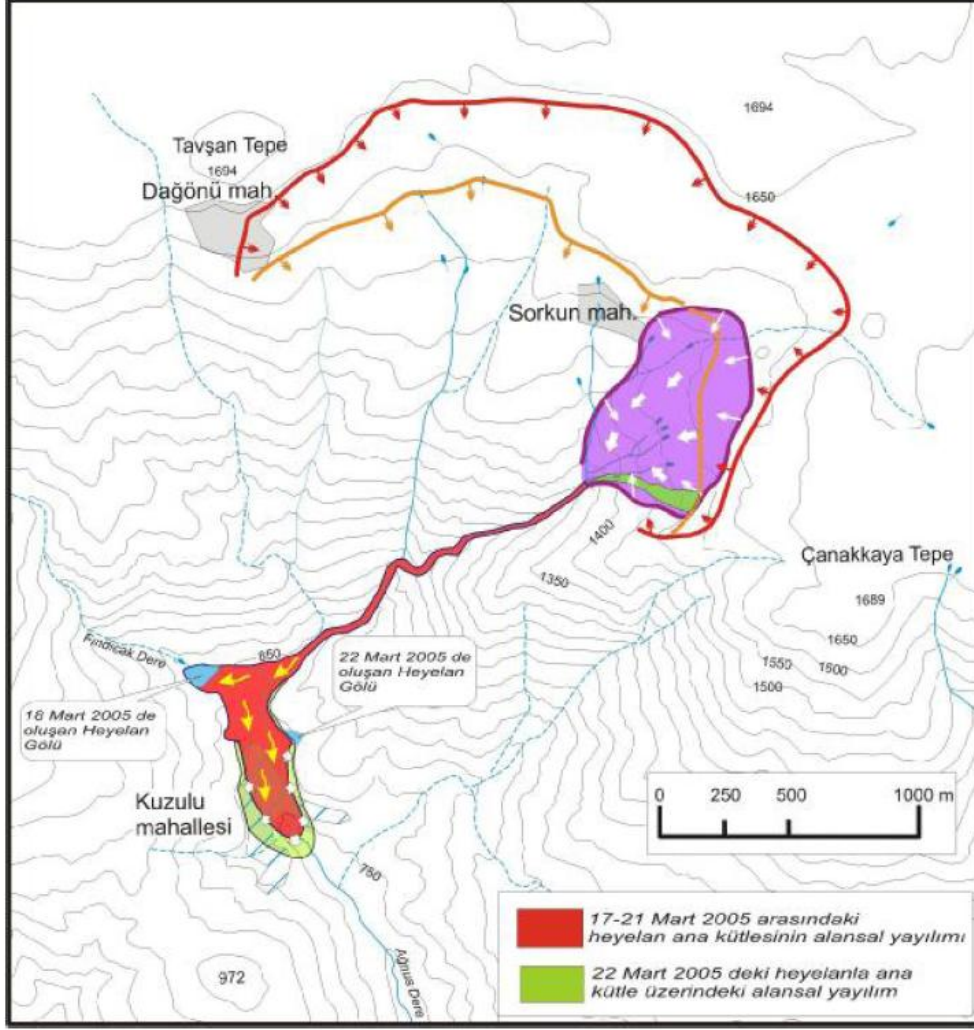 1694
Tavşan Tepe
1694
Dağönü mah.
1650
Sorkun mah.
1400
Çanakkaya Tepe
1350
1689
1650
1550
1500
1500
Fındıcak Dere
850
22 Mart 2005 de
oluşan Heyelan
Gölü
18 Mart 2005 de
oluşan Heyelan
Gölü
Kuzulu
mahallesi
0 250 500 1000 m
750
Ağnus Dere
972
17-21 Mart 2005 arasındaki
heyelan ana kütlesinin alansal yayılımı
22 Mart 2005 deki heyelanla ana
kütle üzerindeki alansal yayılım